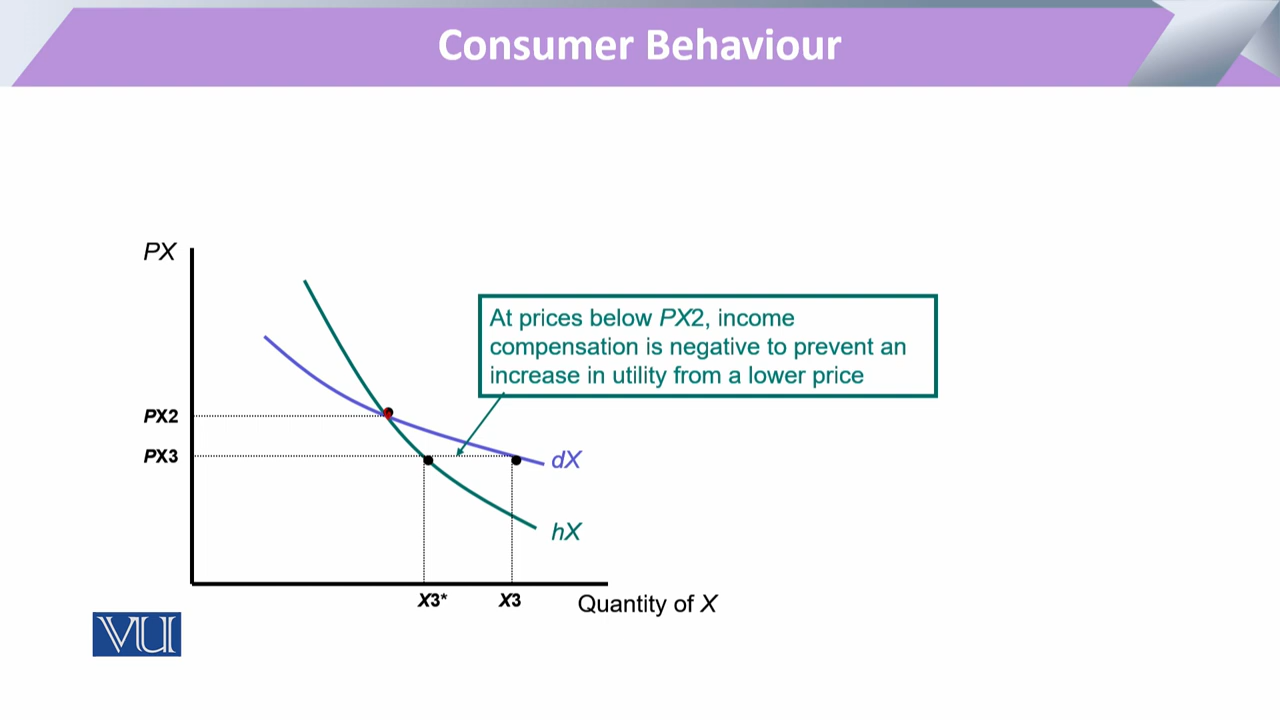 Consumer Behaviour
PX
At prices below PX2, income
compensation is negative to prevent an
increase in utility from a lower price
PX2
PX3
dX
hX
X3*
X3
Quantity of X
VU